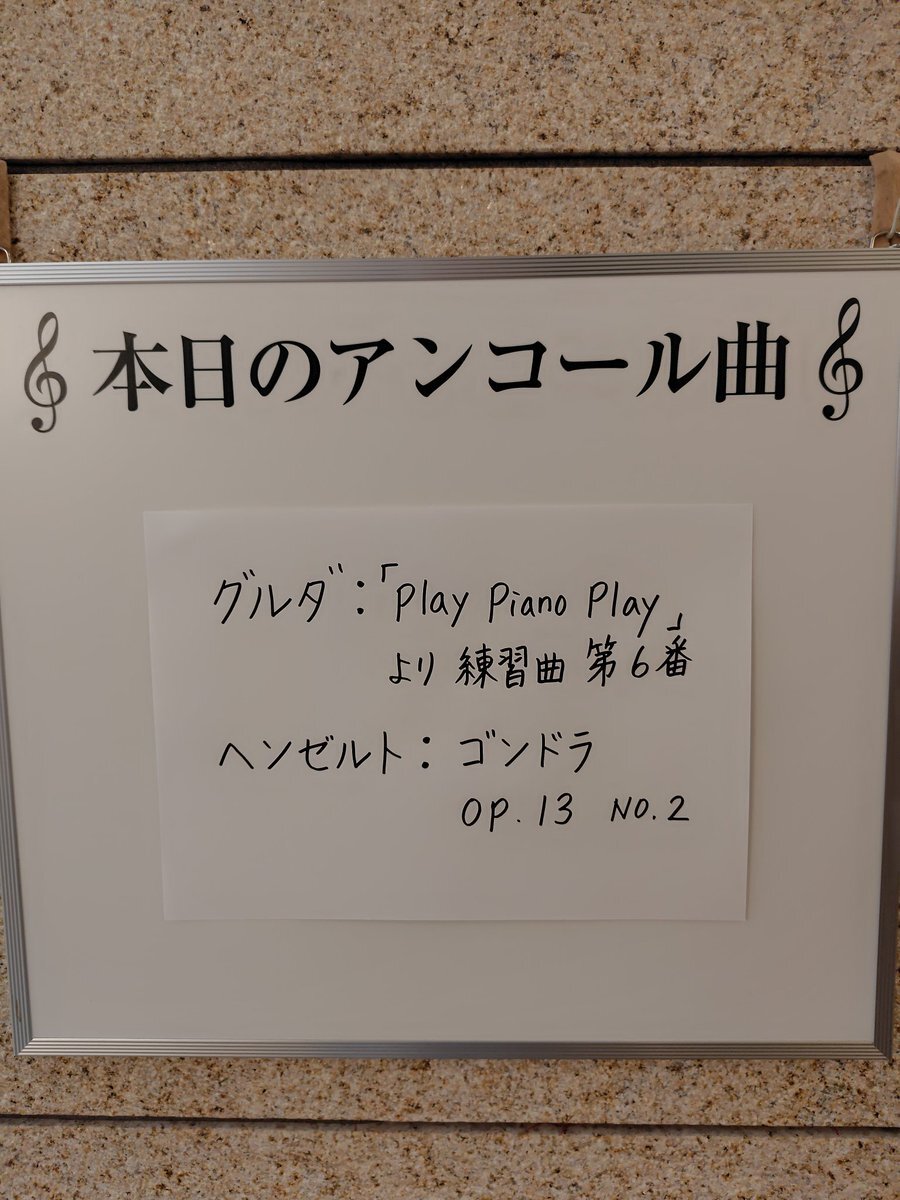 本日のアンコール曲
グルダ:「Play Piano Play」
より 練習曲 第6番
ヘンゼルト: ゴンドラ
OP.13 NO.2